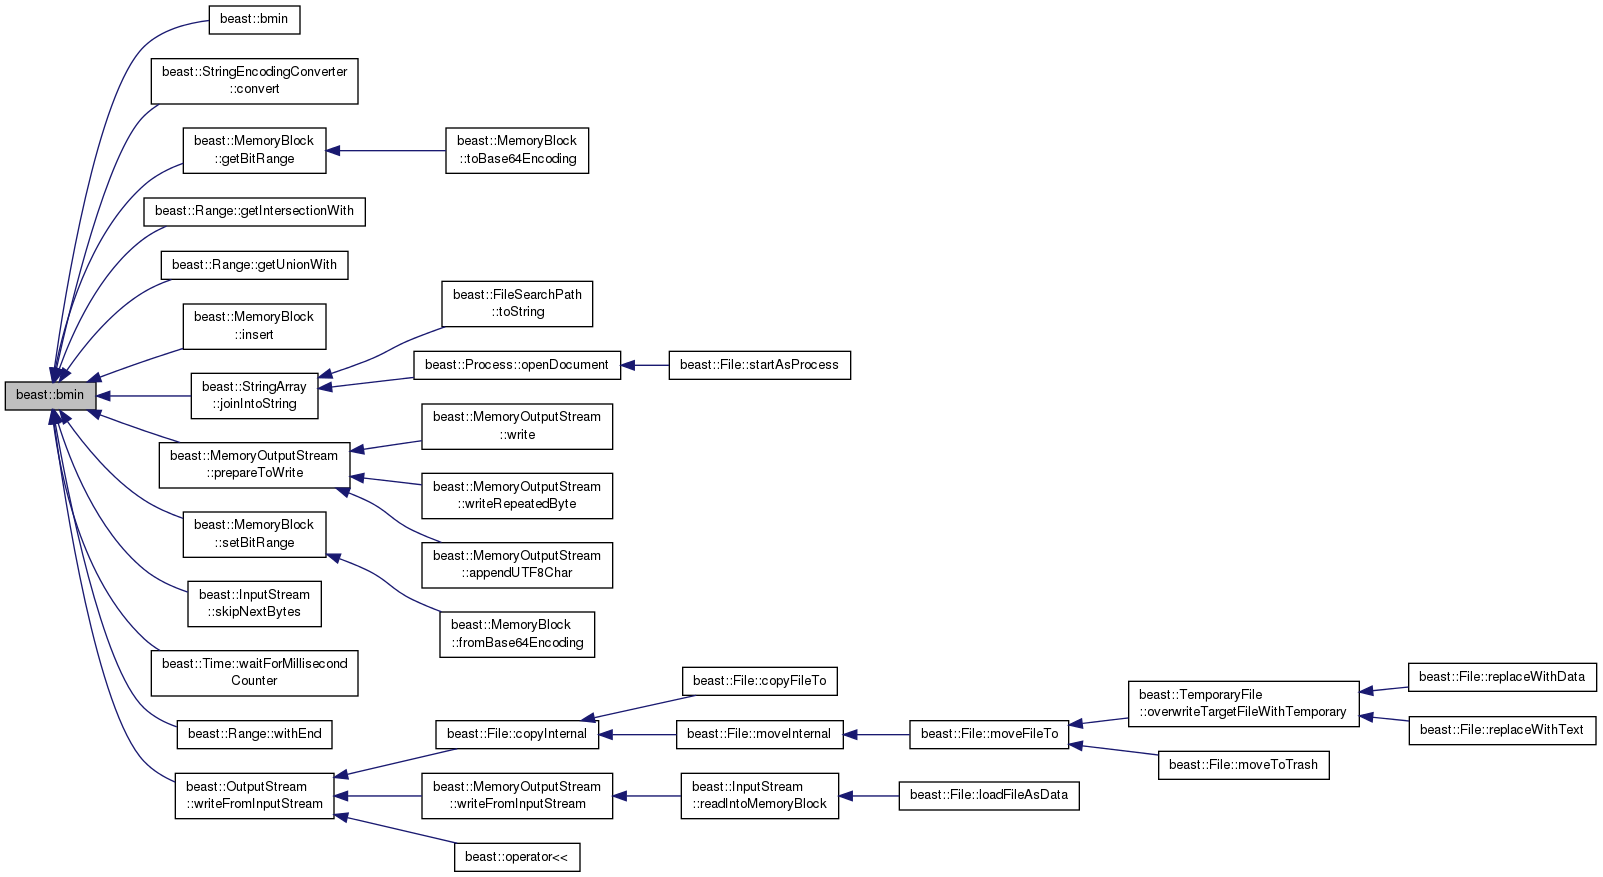 beast::bmin
beast::StringEncodingConverter
::convert
beast::MemoryBlock
::getBitRange
beast::MemoryBlock
::toBase64Encoding
beast::Range::getIntersectionWith
beast::Range::getUnionWith
beast::MemoryBlock
::insert
beast::FileSearchPath
::toString
beast::StringArray
::joinIntoString
beast::Process::openDocument
beast::File::startAsProcess
beast::bmin
beast::MemoryOutputStream
::prepareToWrite
beast::MemoryOutputStream
::write
beast::MemoryOutputStream
::writeRepeatedByte
beast::MemoryOutputStream
::appendUTF8Char
beast::MemoryBlock
::setBitRange
beast::MemoryBlock
::fromBase64Encoding
beast::InputStream
::skipNextBytes
beast::Time::waitForMillisecond
Counter
beast::Range::withEnd
beast::OutputStream
::writeFromInputStream
beast::File::copyInternal
beast::File::copyFileTo
beast::File::moveInternal
beast::File::moveFileTo
beast::TemporaryFile
::overwriteTargetFileWithTemporary
beast::File::replaceWithData
beast::File::replaceWithText
beast::File::moveToTrash
beast::MemoryOutputStream
::writeFromInputStream
beast::InputStream
::readIntoMemoryBlock
beast::File::loadFileAsData
beast::operator<<